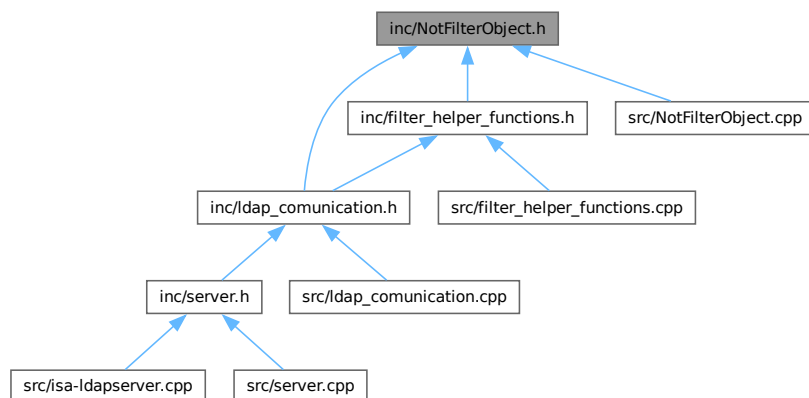 inc/NotFilterObject.h
inc/filter_helper_functions.h
src/NotFilterObject.cpp
inc/ldap_comunication.h
src/filter_helper_functions.cpp
inc/server.h
src/ldap_comunication.cpp
src/isa-ldapserver.cpp
src/server.cpp